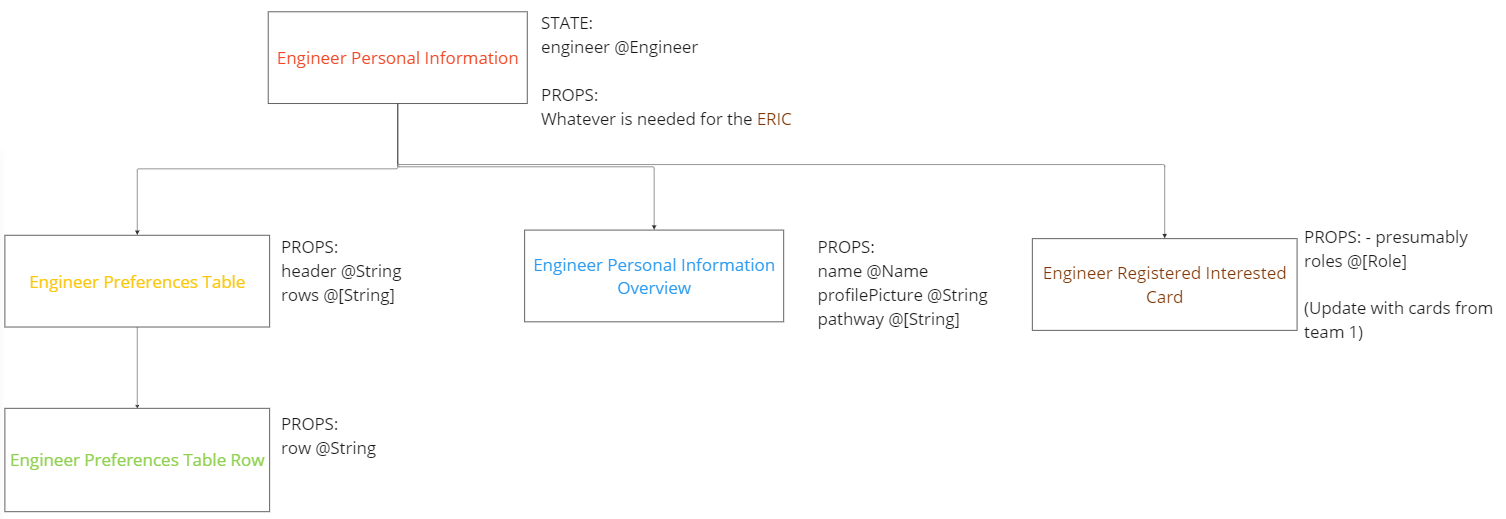 Engineer Personal Information
STATE:
engineer @Engineer
PROPS:
Whatever is needed for the ERIC
Engineer Preferences Table
PROPS:
header @String
rows @[String]
Engineer Personal Information
Overview
PROPS:
name @Name
profilePicture @String
pathway @[String]
Engineer Registered Interested
Card
PROPS: - presumably
roles @[Role]
(Update with cards from
team 1)
Engineer Preferences Table Row
PROPS:
row @String